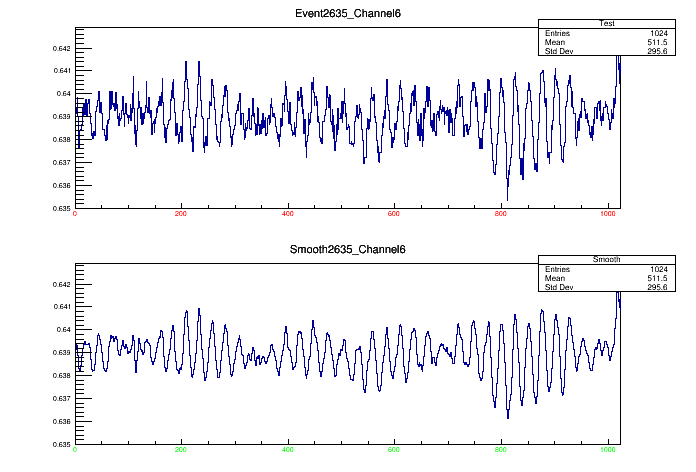 Event2635_Channel6
Test
Entries 1024
Mean 511.5
Std Dev 295.6
0.642
0.641
0.64
0.639
0.638
0.637
0.636
0.635
0 200 400 600 800 1000
Smooth2635_Channel6
Smooth
Entries 1024
Mean 511.5
Std Dev 295.6
0.642
0.641
0.64
0.639
0.638
0.637
0.636
0.635
0 200 400 600 800 1000